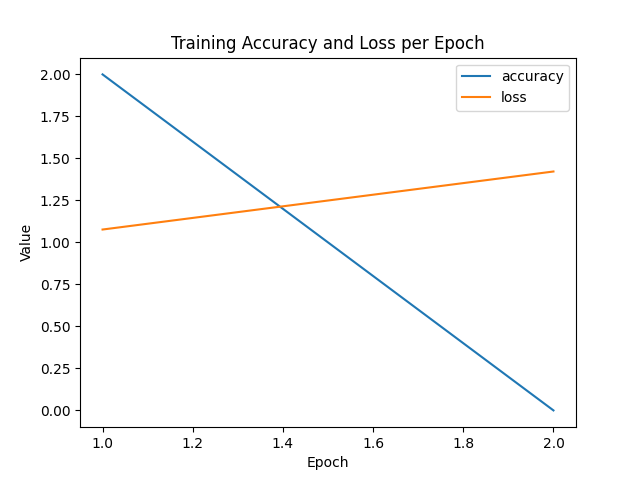 Training Accuracy and Loss per Epoch
accuracy
loss
2.00
1.75
1.50
1.25
1.00
0.75
0.50
0.25
0.00
Value
1.0 1.2 1.4 1.6 1.8 2.0
Epoch